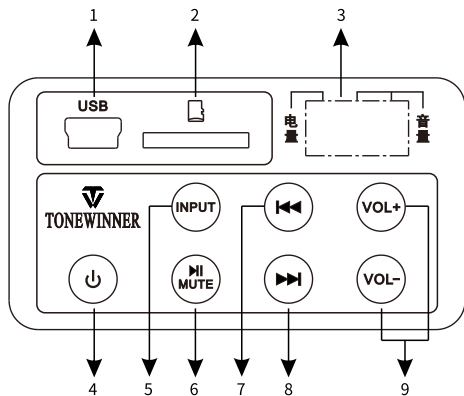 1 2 3
USB
电量
音量
TONEWINNER
INPUT
VOL+
MUTE
VOL-
4 5 6 7 8 9